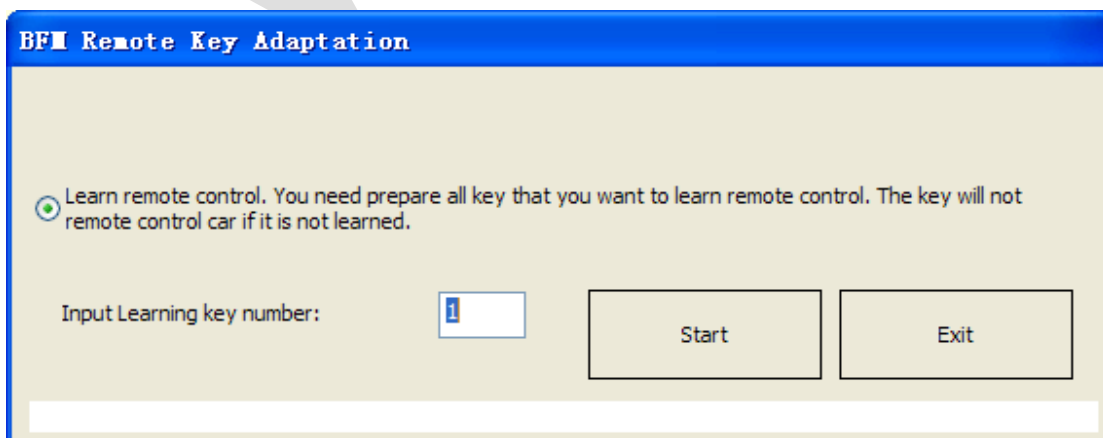 BFM Remote Key Adaptation
Learn remote control. You need prepare all key that you want to learn remote control. The key will not
remote control car if it is not learned.
Input Learning key number:
1
Start
Exit